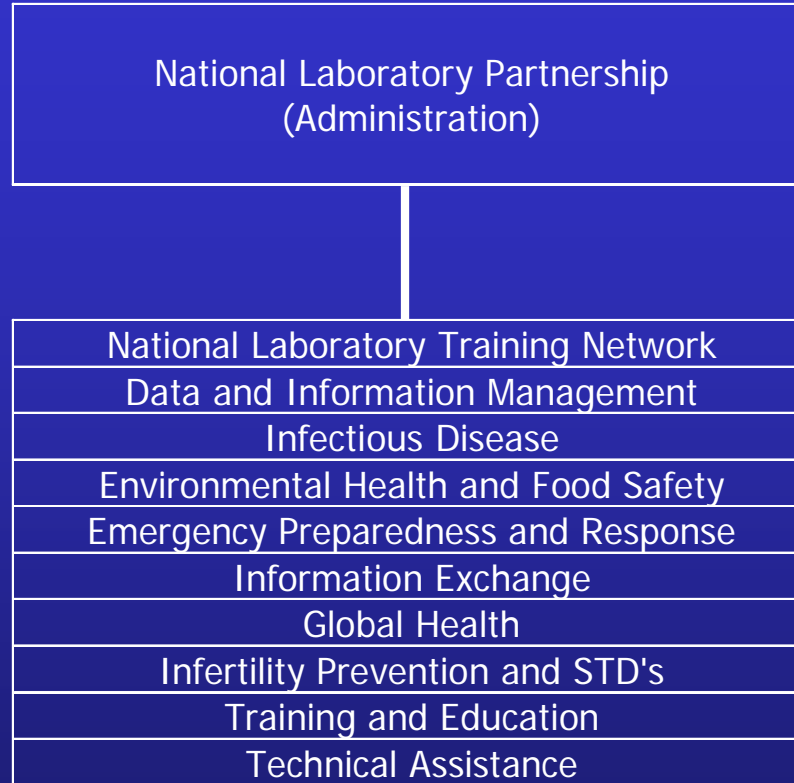 National Laboratory Partnership
(Administration)
National Laboratory Training Network
Data and Information Management
Infectious Disease
Environmental Health and Food Safety
Emergency Preparedness and Response
Information Exchange
Global Health
Infertility Prevention and STD's
Training and Education
Technical Assistance